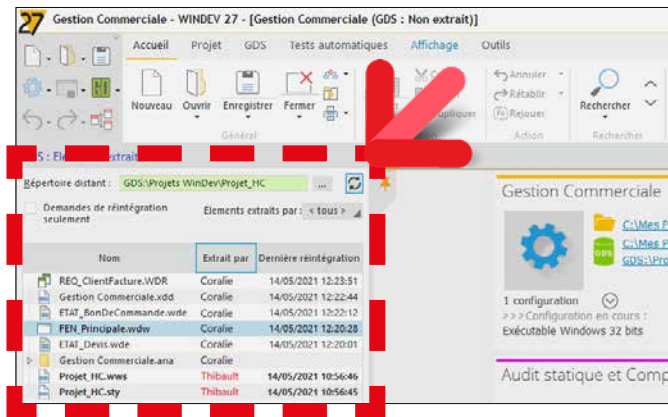 27 Gestion Commerciale - WINDEV 27 - [Gestion Commerciale (GDS : Non extrait)]
Accueil Projet GDS Tests automatiques Affichage Outils
Nouveau Ouvrir Enregistrer Fermer
Général
Annuler
Rétablir
Rejouer
Action
Rechercher
Rechercher
Répertoire distant : GDS:\Projets WinDev\Projet_HC ...
Demandes de réintégration
seulement
Elements extraits par : < tous >
Nom Extrait par Dernière réintégration
REQ_ClientFacture.WDR Coralie 14/05/2021 12:23:51
Gestion Commerciale.xdd Coralie 14/05/2021 12:22:44
ETAT_BonDeCommande.wde Coralie 14/05/2021 12:22:12
FEN_Principale.wdw Coralie 14/05/2021 12:20:28
ETAT_Devis.wde Coralie 14/05/2021 12:20:01
Gestion Commerciale.ana Coralie
Projet_HC.wws Thibault 14/05/2021 10:56:46
Projet_HC.sty Thibault 14/05/2021 10:56:45
Gestion Commerciale
C:\Mes P
C:\Mes P
GDS:\Pro
GDS
1 configuration
>>>Configuration en cours :
Exécutable Windows 32 bits
Audit statique et Comp